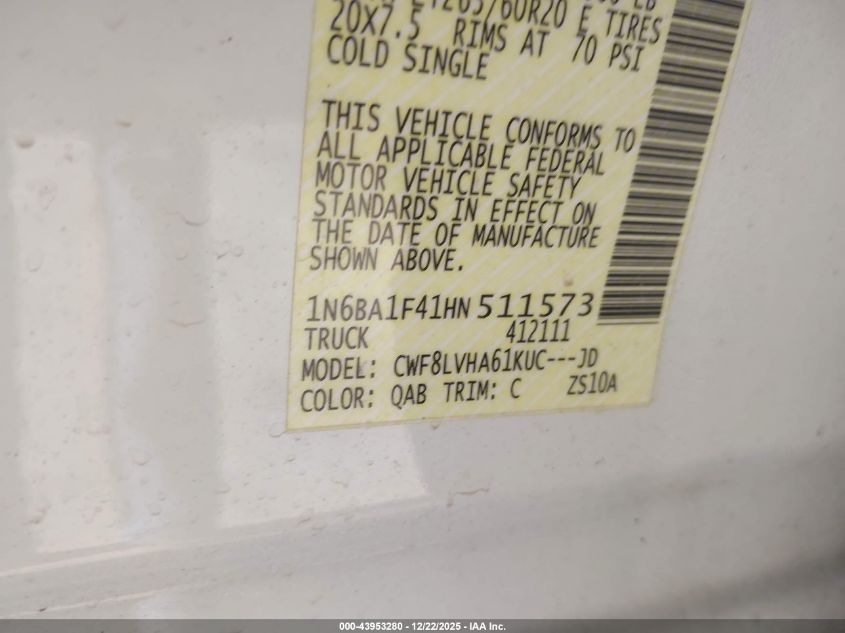 20X7.5 RIMS AT 70 PSI
COLD SINGLE
THIS VEHICLE CONFORMS TO
ALL APPLICABLE FEDERAL
MOTOR VEHICLE SAFETY
STANDARDS IN EFFECT ON
THE DATE OF MANUFACTURE
SHOWN ABOVE.
1N6BA1F41HN511573
TRUCK 412111
MODEL: CWF8LVHA61KUC---JD
COLOR: QAB TRIM: C ZS10A
000-43953280 - 12/22/2025 - IAA Inc.